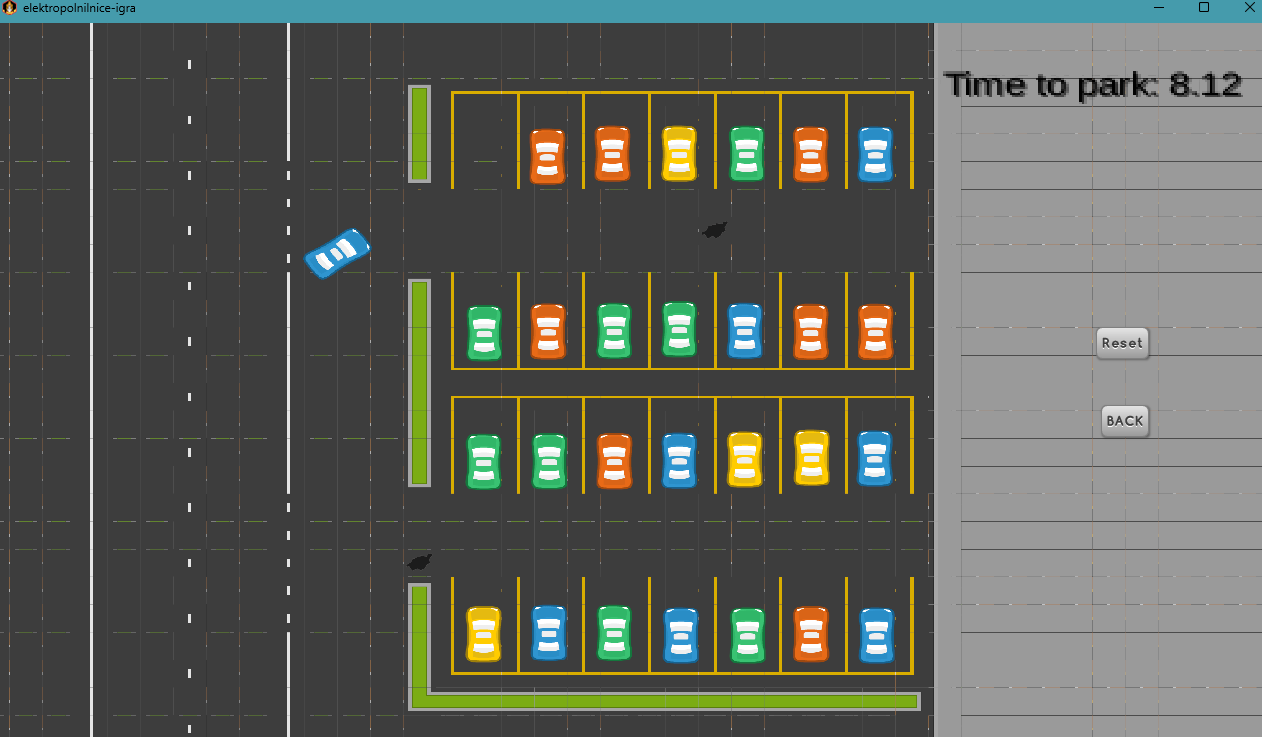 elektropolnilnice-igra
Time to park: 8.12
Reset
BACK